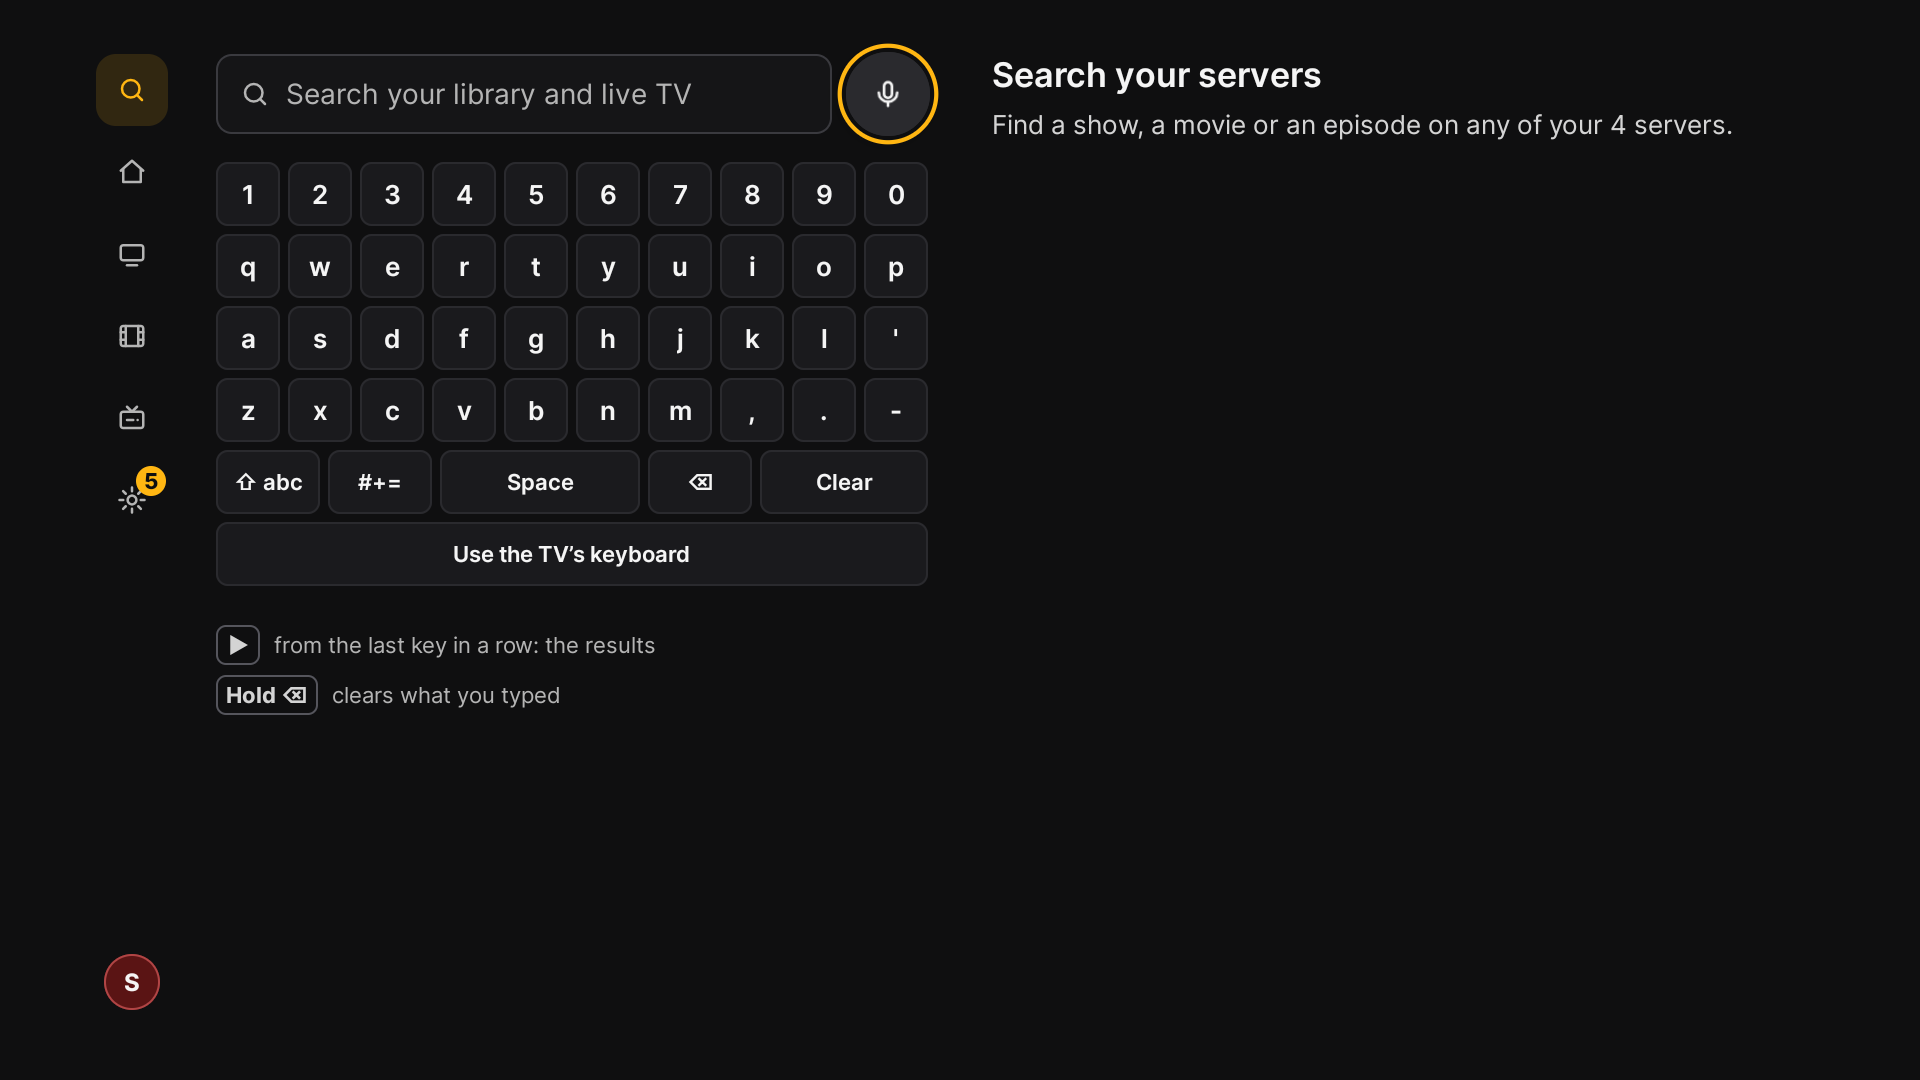 Search your library and live TV
1 2 3 4 5 6 7 8 9 0
q w e r t y u i o p
a s d f g h j k l '
z x c v b n m , . -
⇧ abc #+= Space ⌫ Clear
Use the TV’s keyboard
▶ from the last key in a row: the results
Hold ⌫ clears what you typed
Search your servers
Find a show, a movie or an episode on any of your 4 servers.
5
S